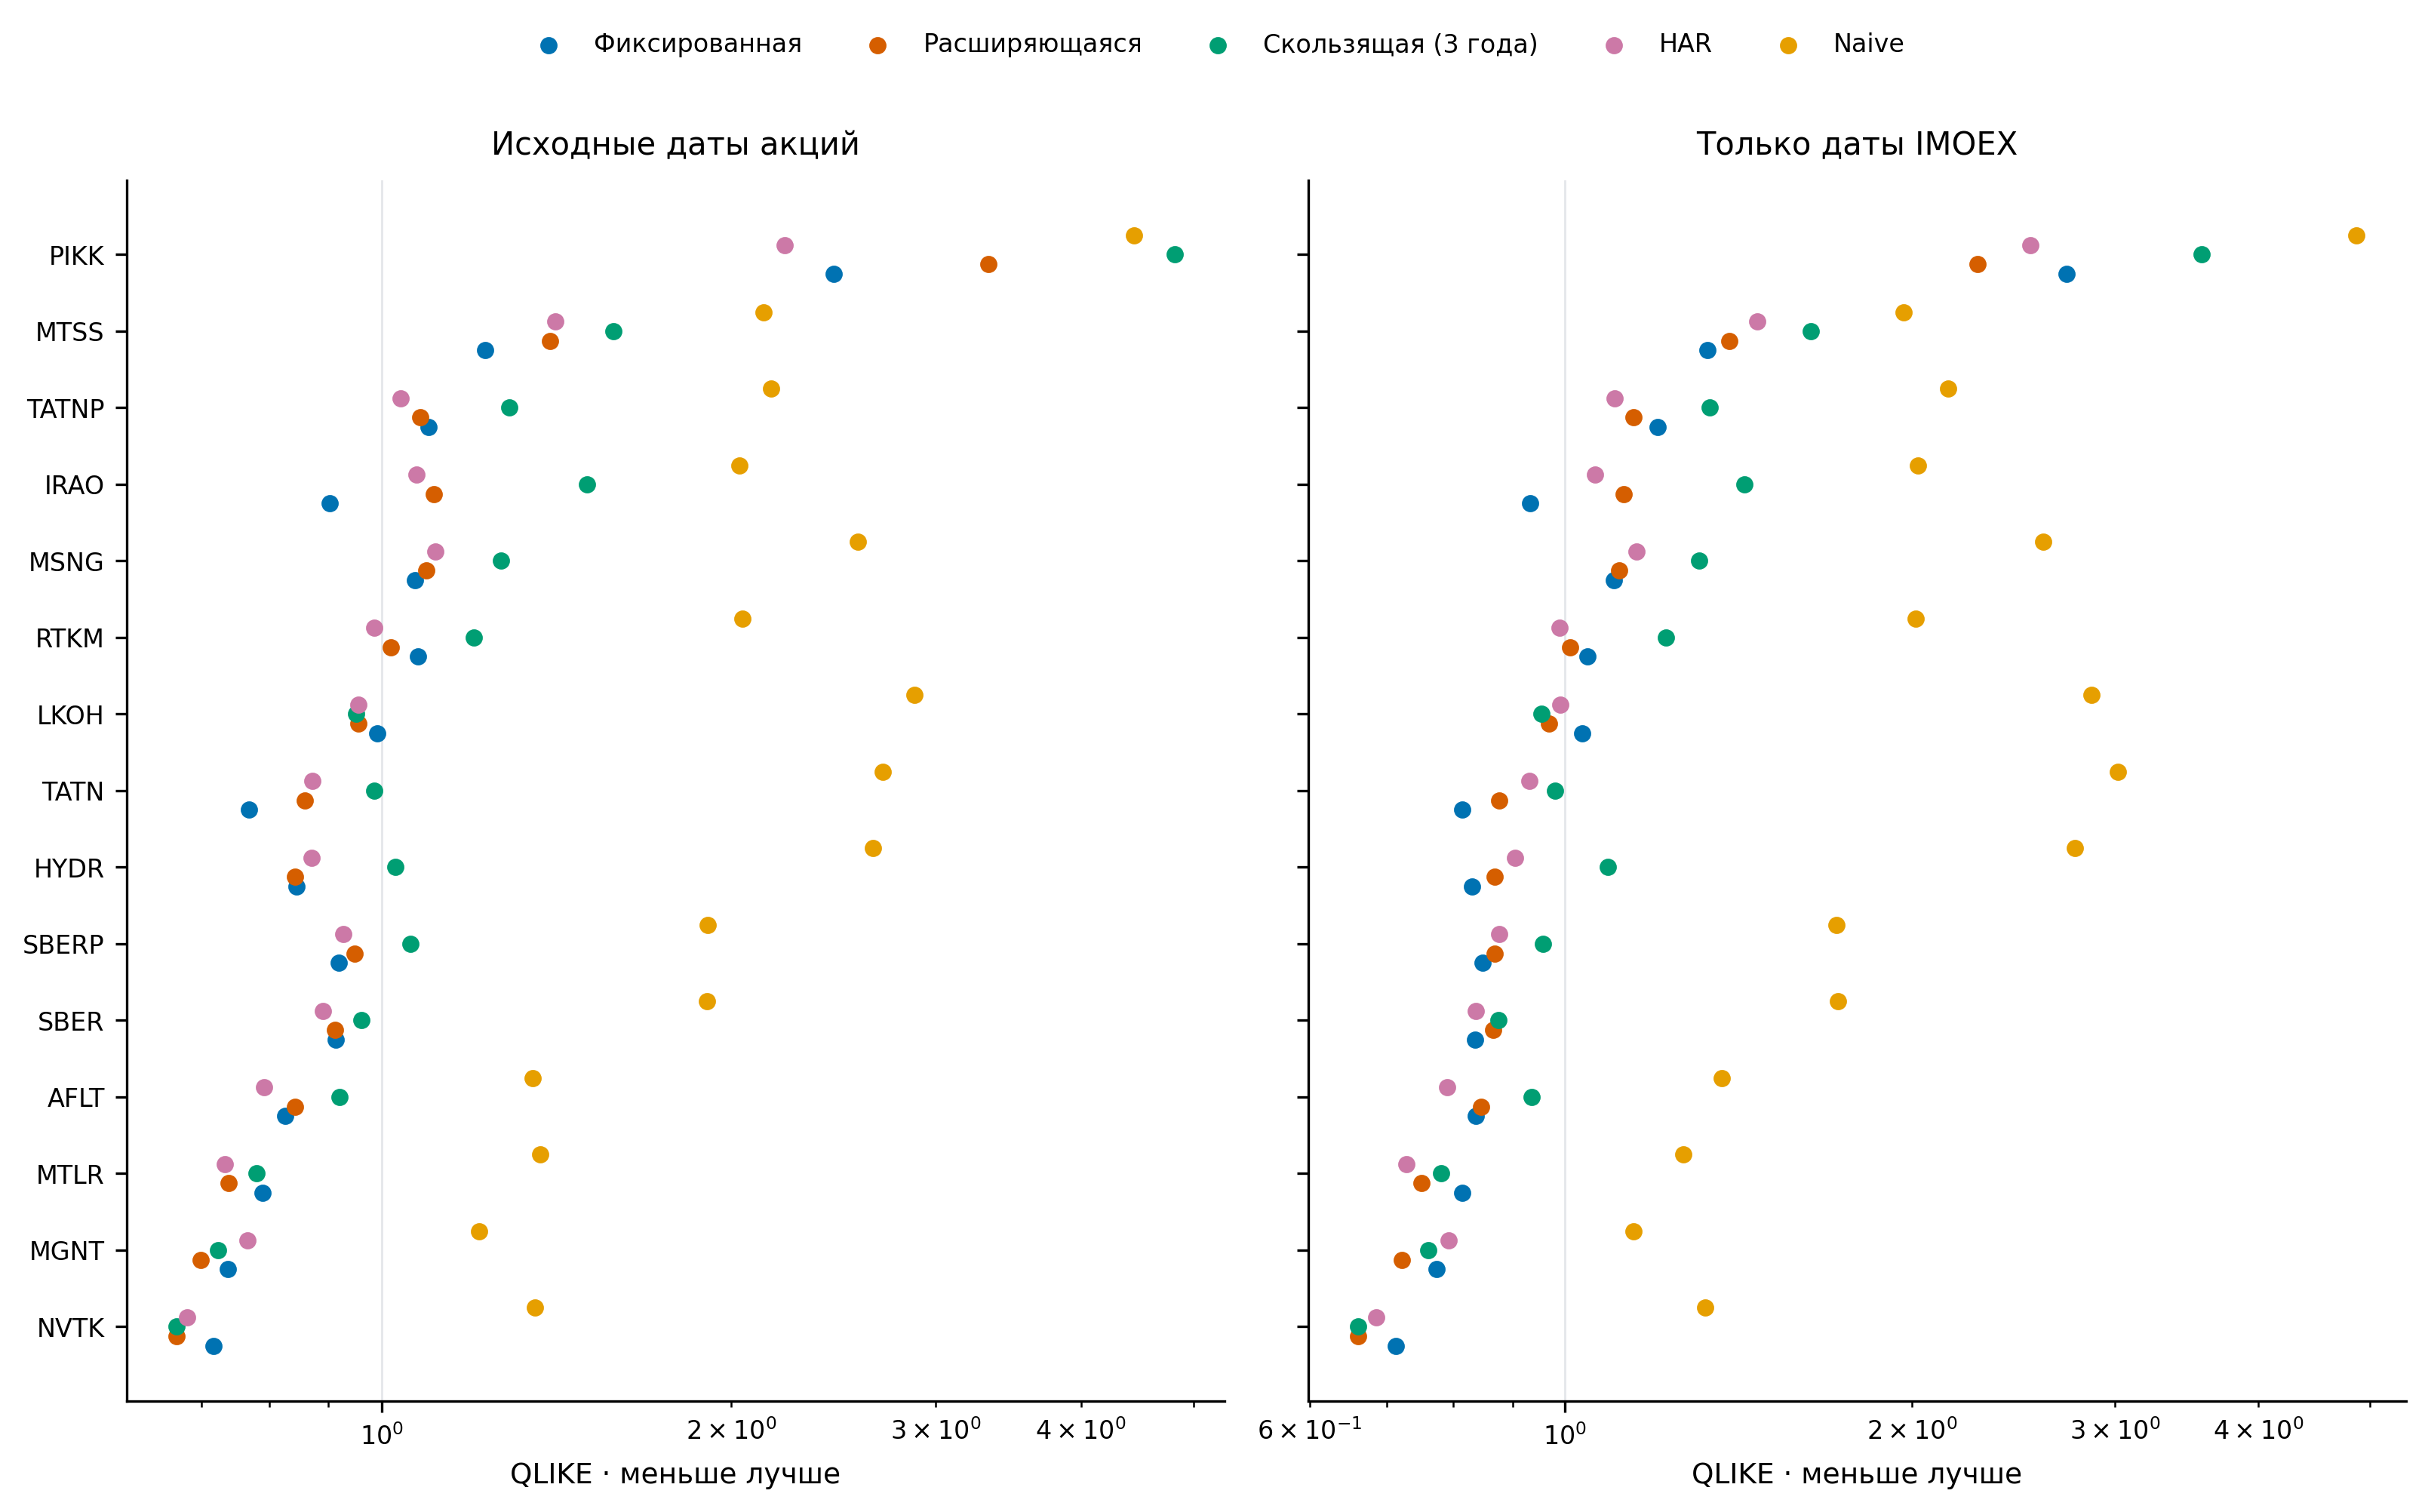 Фиксированная Расширяющаяся Скользящая (3 года) HAR Naive
Исходные даты акций
Только даты IMOEX
PIKK
MTSS
TATNP
IRAO
MSNG
RTKM
LKOH
TATN
HYDR
SBERP
SBER
AFLT
MTLR
MGNT
NVTK
10⁰ 2 × 10⁰ 3 × 10⁰ 4 × 10⁰
6 × 10⁻¹ 10⁰ 2 × 10⁰ 3 × 10⁰ 4 × 10⁰
QLIKE · меньше лучше
QLIKE · меньше лучше